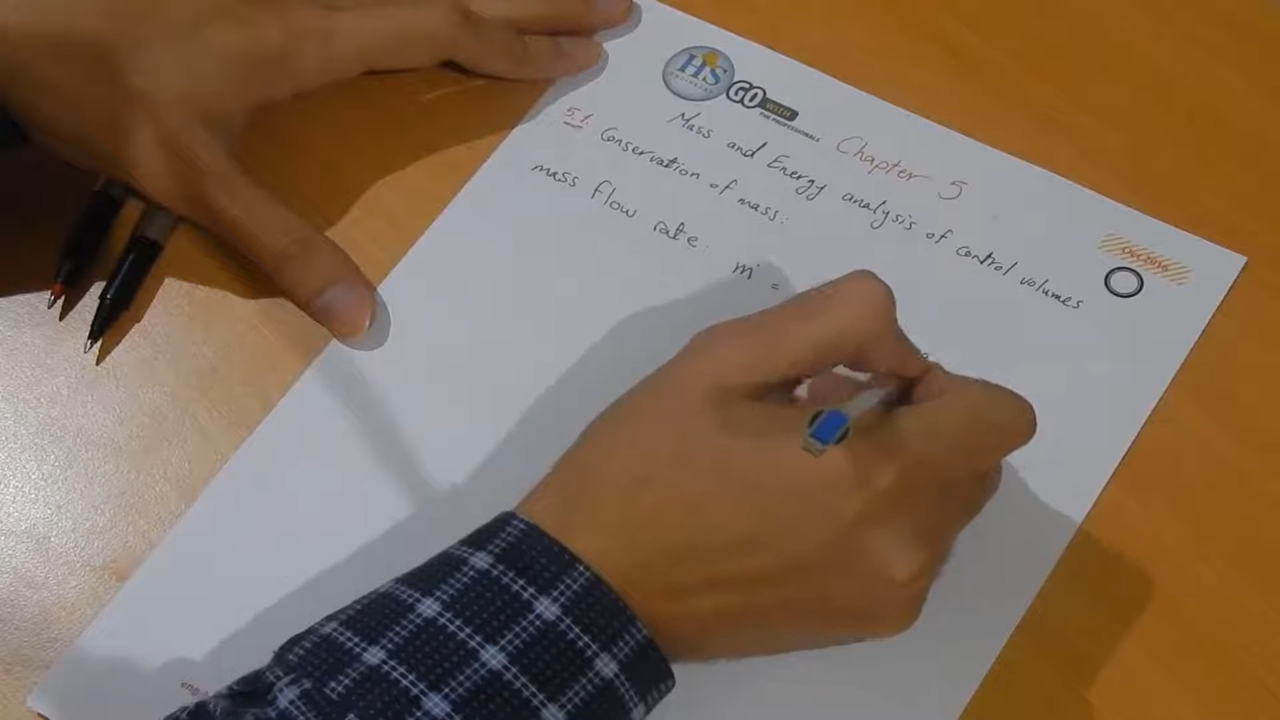 HS
ENGINEERS
GO WITH
THE PROFESSIONALS
Chapter 5
Mass and Energy analysis of control volumes
5.1. Conservation of mass:
mass flow rate.
ṁ =